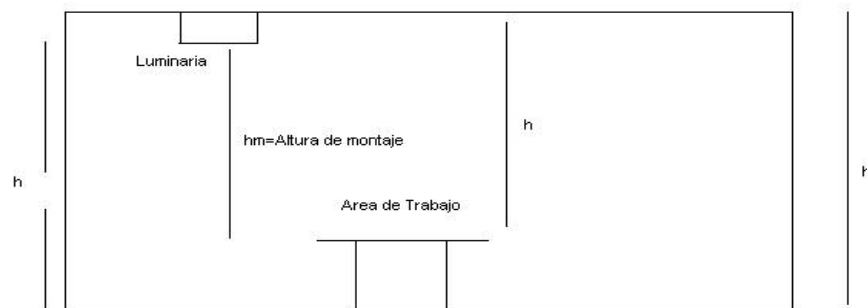 Luminaria
hm=Altura de montaje
h
h
h
Area de Trabajo